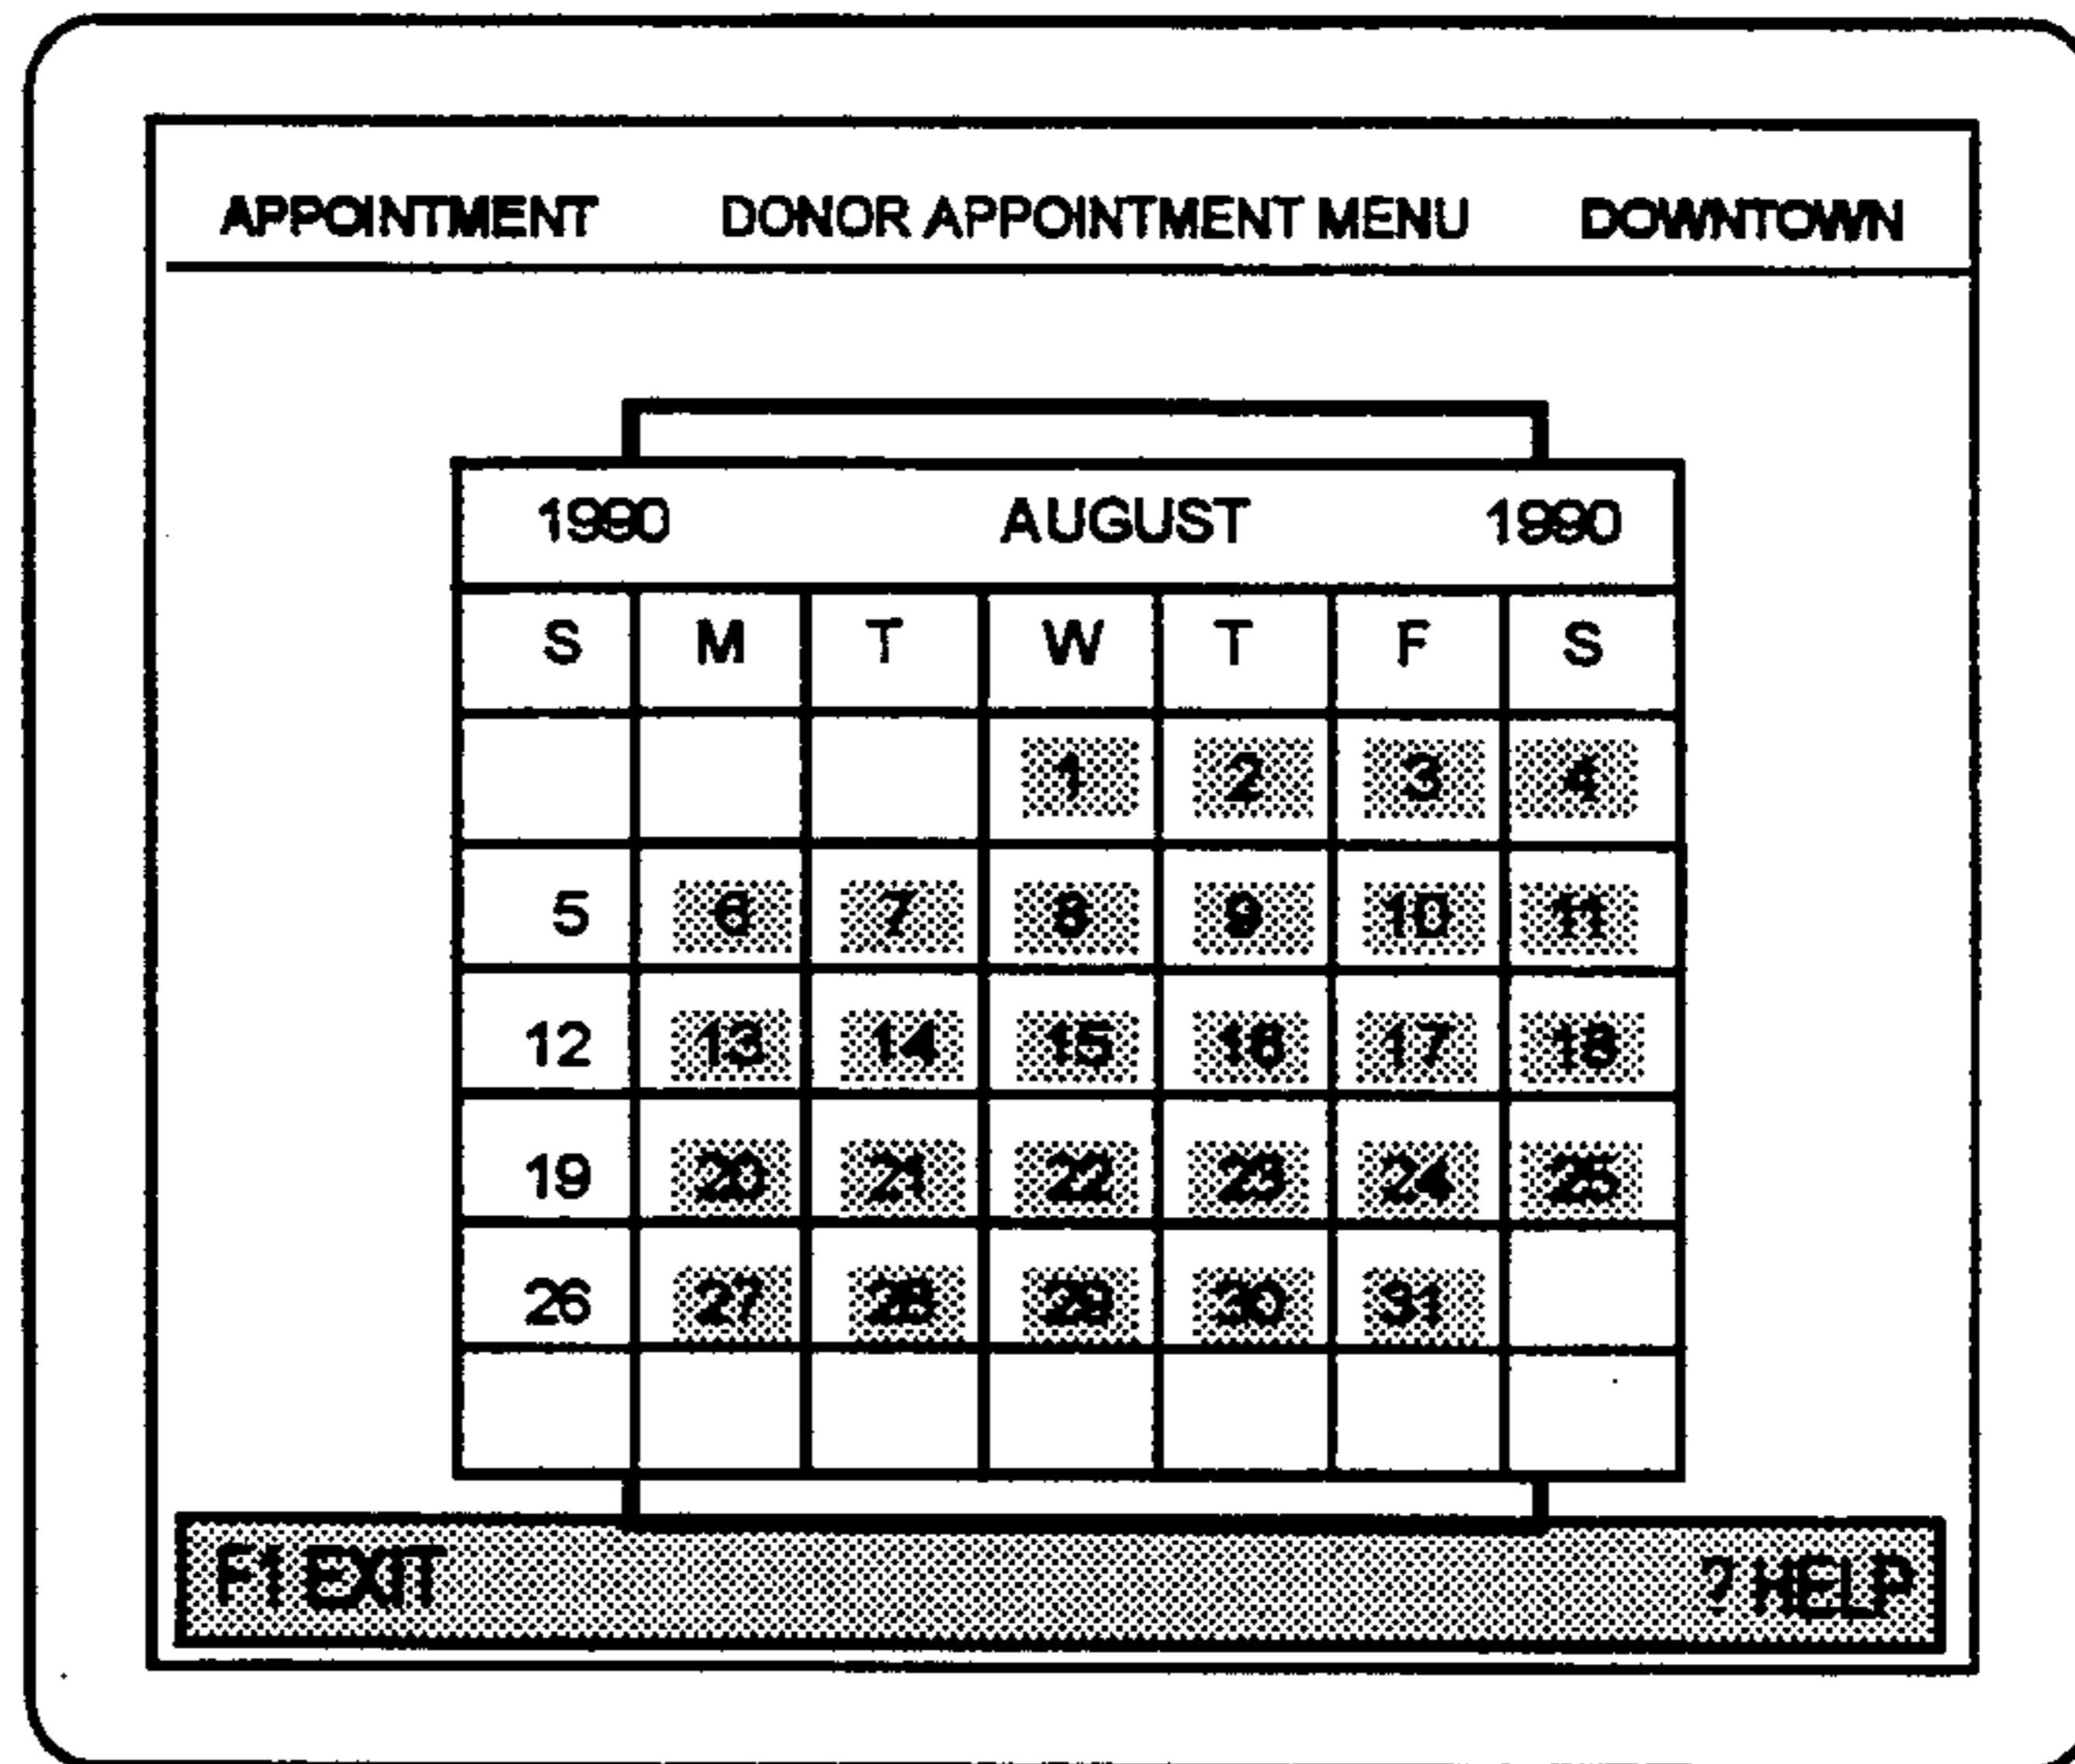 APPOINTMENT DONOR APPOINTMENT MENU DOWNTOWN
1990 AUGUST 1990
S M T W T F S
1 2 3 4
5 6 7 8 9 10 11
12 13 14 15 16 17 18
19 20 21 22 23 24 25
26 27 28 29 30 31
F1 EXIT ? HELP